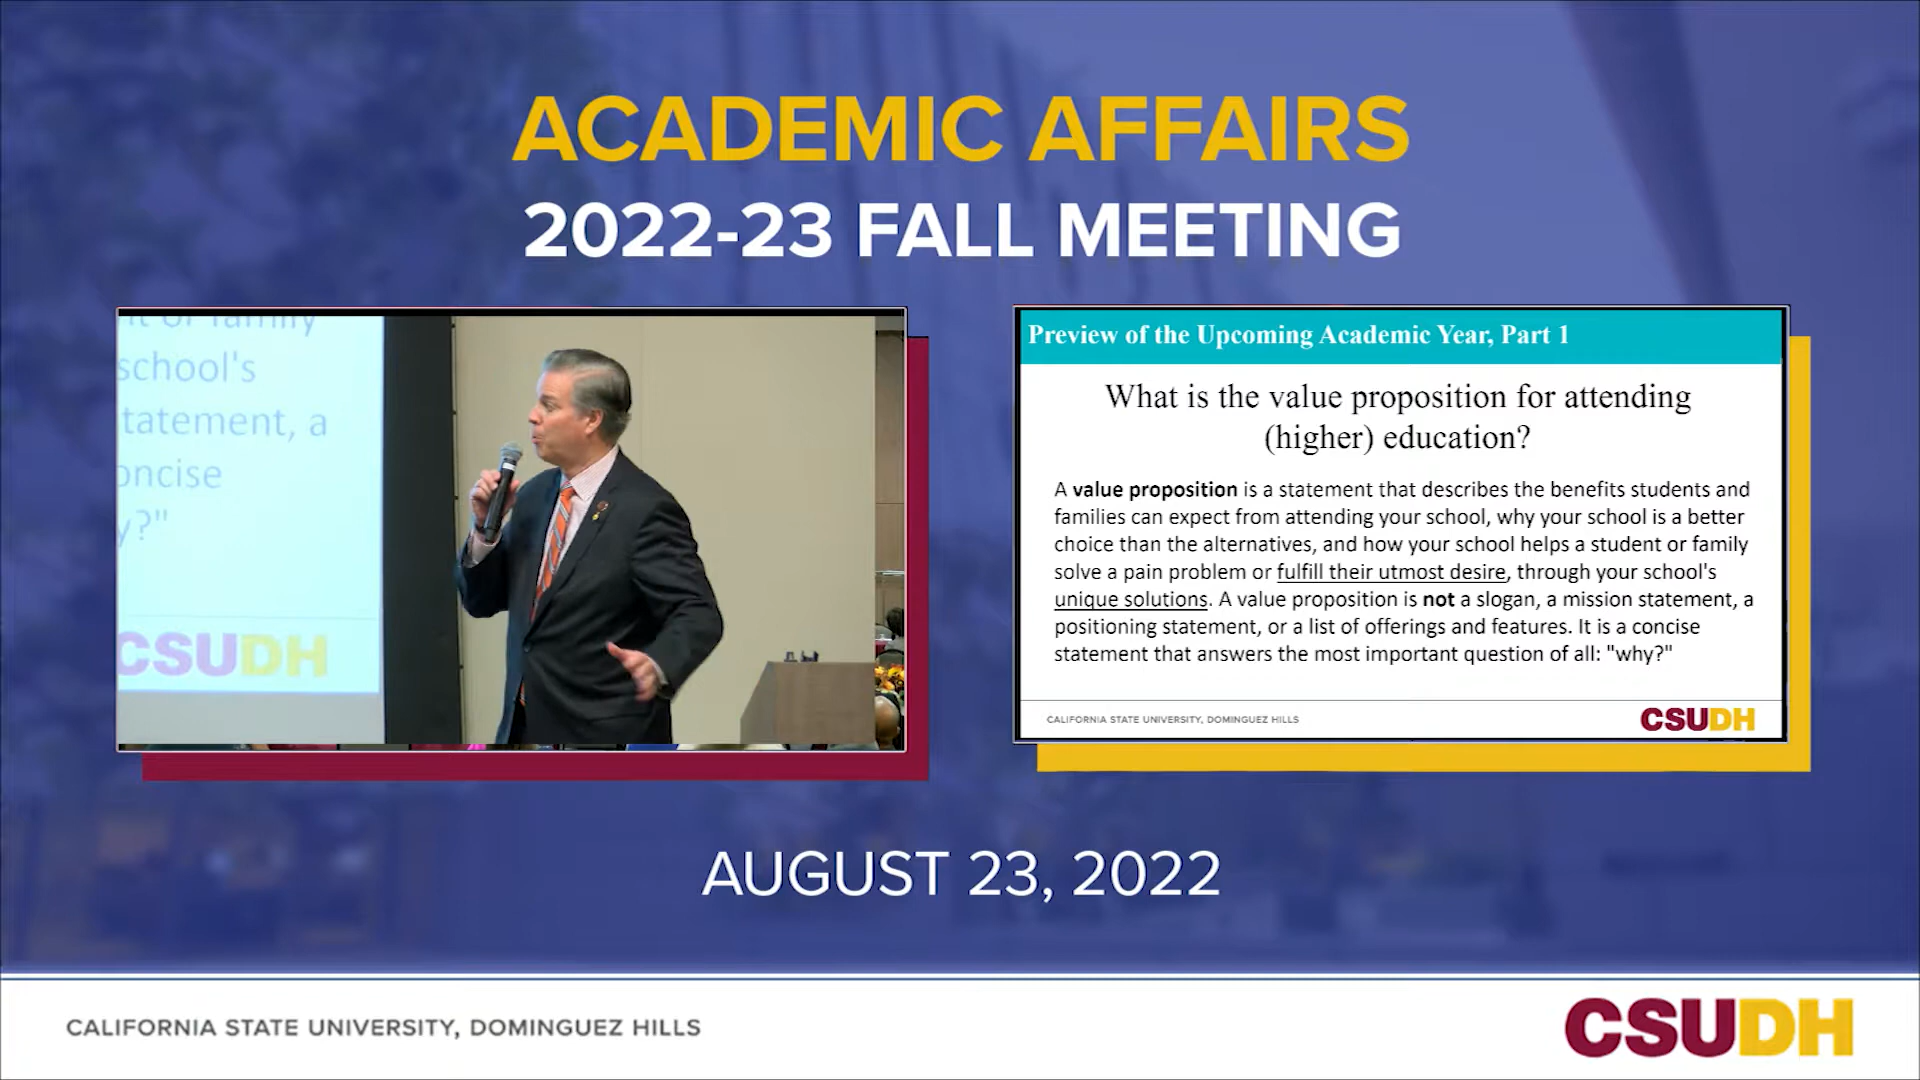 ACADEMIC AFFAIRS
2022-23 FALL MEETING
family
school's
tatement, a
oncise
y?"
CSUDH
Preview of the Upcoming Academic Year, Part 1
What is the value proposition for attending
(higher) education?
A value proposition is a statement that describes the benefits students and
families can expect from attending your school, why your school is a better
choice than the alternatives, and how your school helps a student or family
solve a pain problem or fulfill their utmost desire, through your school's
unique solutions. A value proposition is not a slogan, a mission statement, a
positioning statement, or a list of offerings and features. It is a concise
statement that answers the most important question of all: "why?"
CALIFORNIA STATE UNIVERSITY, DOMINGUEZ HILLS
CSUDH
AUGUST 23, 2022
CALIFORNIA STATE UNIVERSITY, DOMINGUEZ HILLS
CSUDH